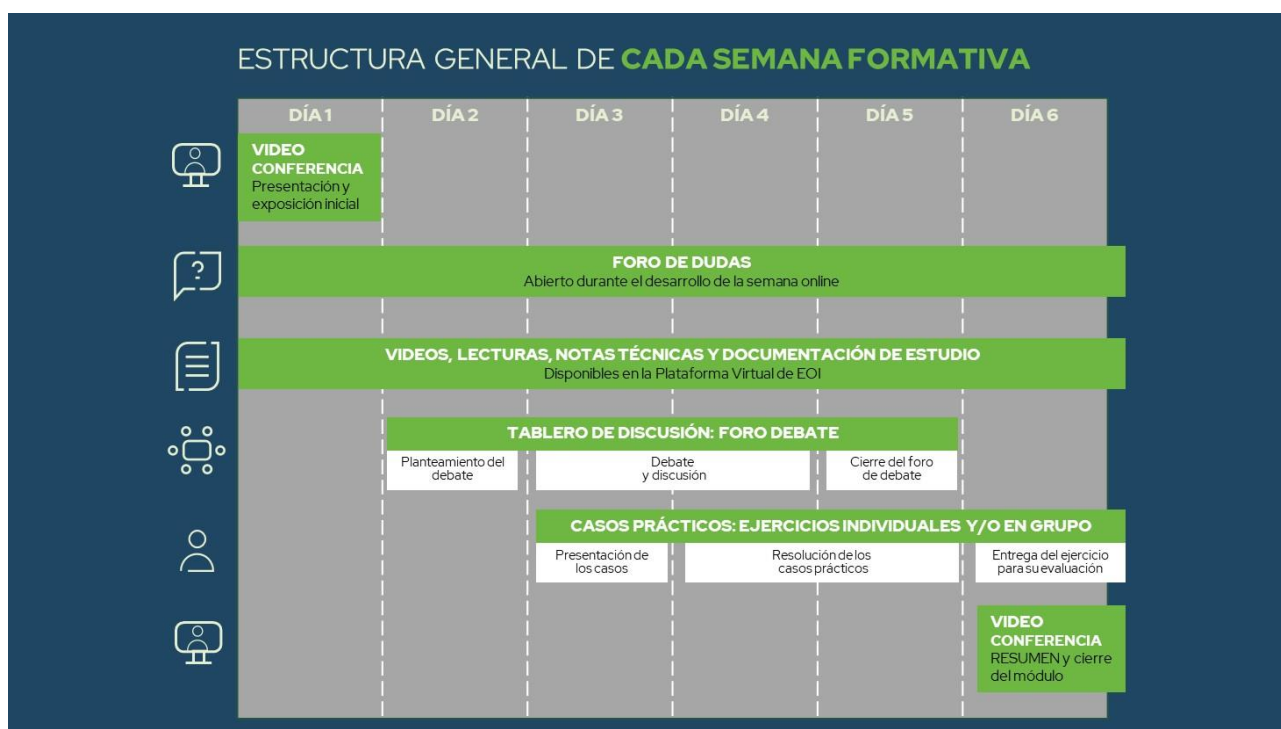 ESTRUCTURA GENERAL DE CADA SEMANA FORMATIVA
DÍA 1 DÍA 2 DÍA 3 DÍA 4 DÍA 5 DÍA 6
VIDEO
CONFERENCIA
Presentación y
exposición inicial
?
FORO DE DUDAS
Abierto durante el desarrollo de la semana online
VIDEOS, LECTURAS, NOTAS TÉCNICAS Y DOCUMENTACIÓN DE ESTUDIO
Disponibles en la Plataforma Virtual de EOI
TABLERO DE DISCUSIÓN: FORO DEBATE
Planteamiento del
debate
Debate
y discusión
Cierre del foro
de debate
CASOS PRÁCTICOS: EJERCICIOS INDIVIDUALES Y/O EN GRUPO
Presentación de
los casos
Resolución de los
casos prácticos
Entrega del ejercicio
para su evaluación
VIDEO
CONFERENCIA
RESUMEN y cierre
del módulo